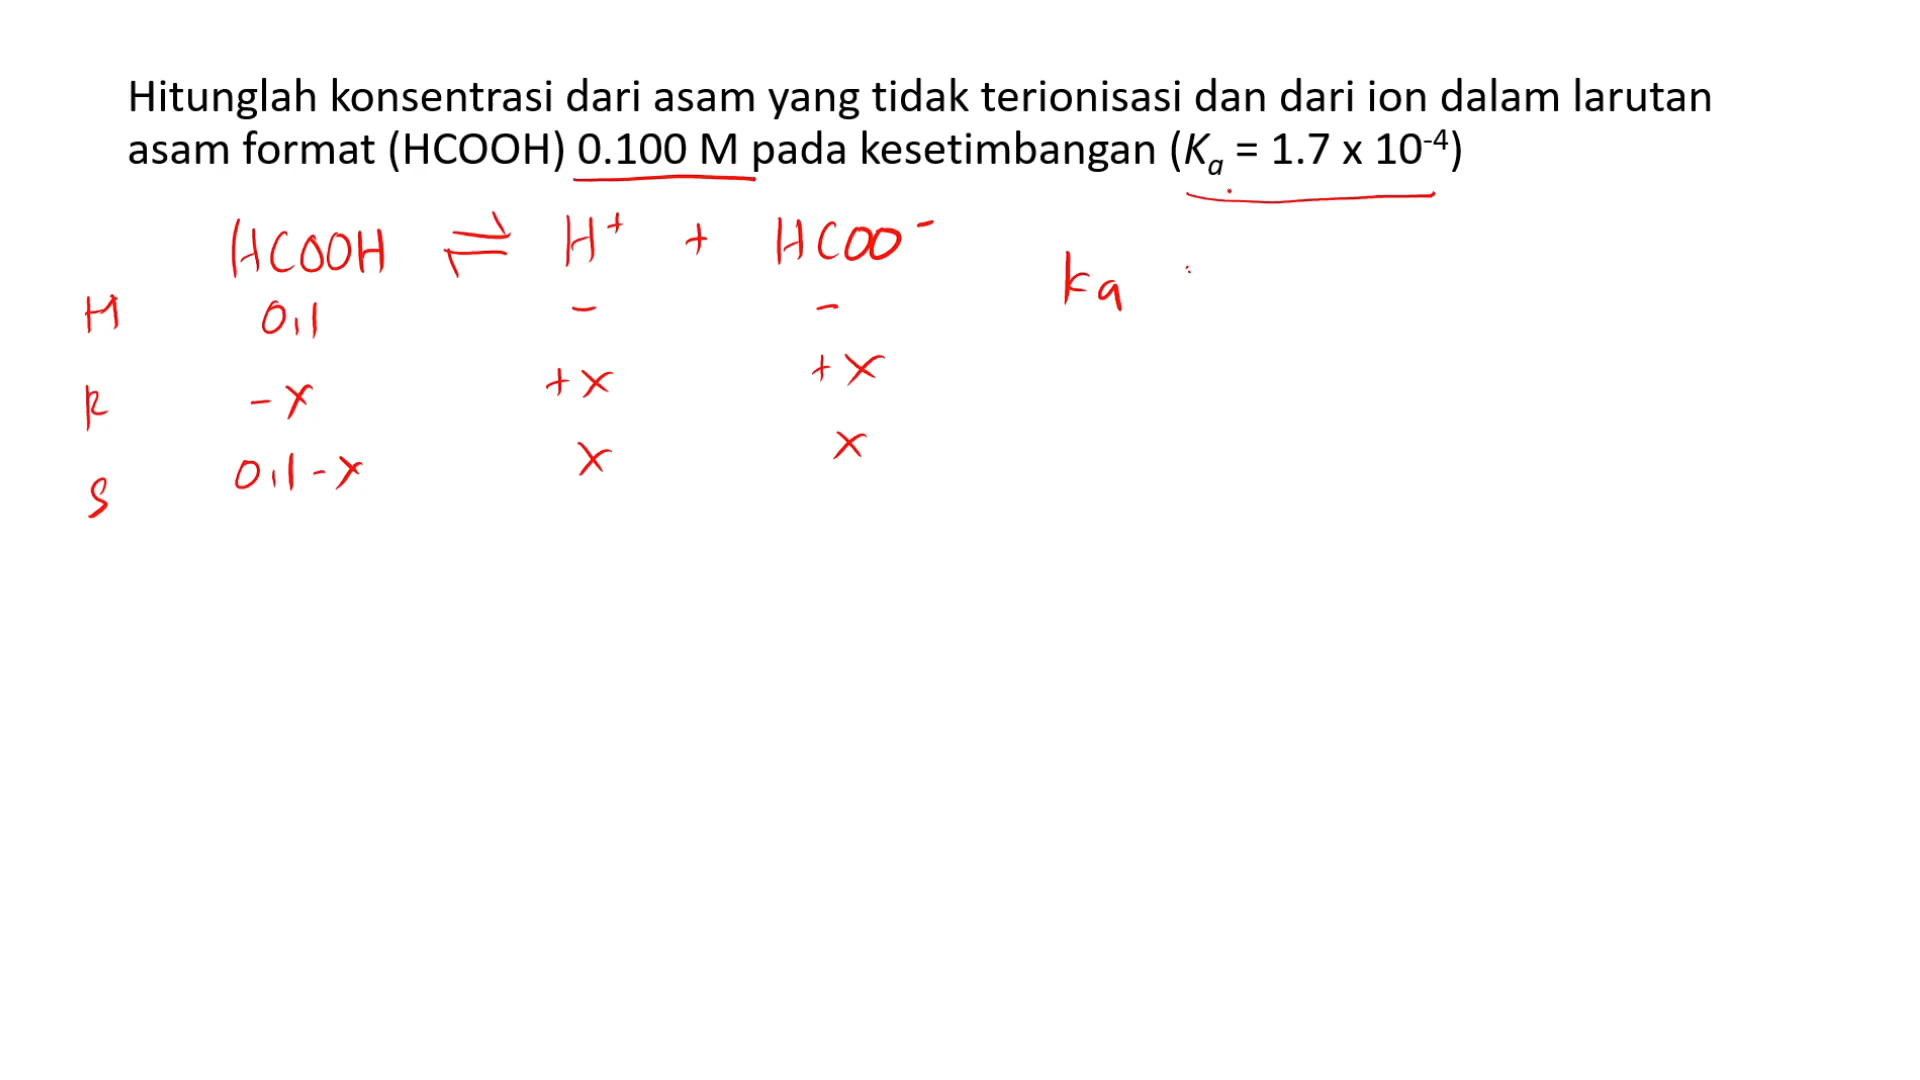 Hitunglah konsentrasi dari asam yang tidak terionisasi dan dari ion dalam larutan
asam format (HCOOH) 0.100 M pada kesetimbangan (Kₐ = 1.7 x 10⁻⁴)
HCOOH ⇌ H⁺ + HCOO⁻
ka
M 0,1 - -
R -x +x +x
S 0,1-x x x